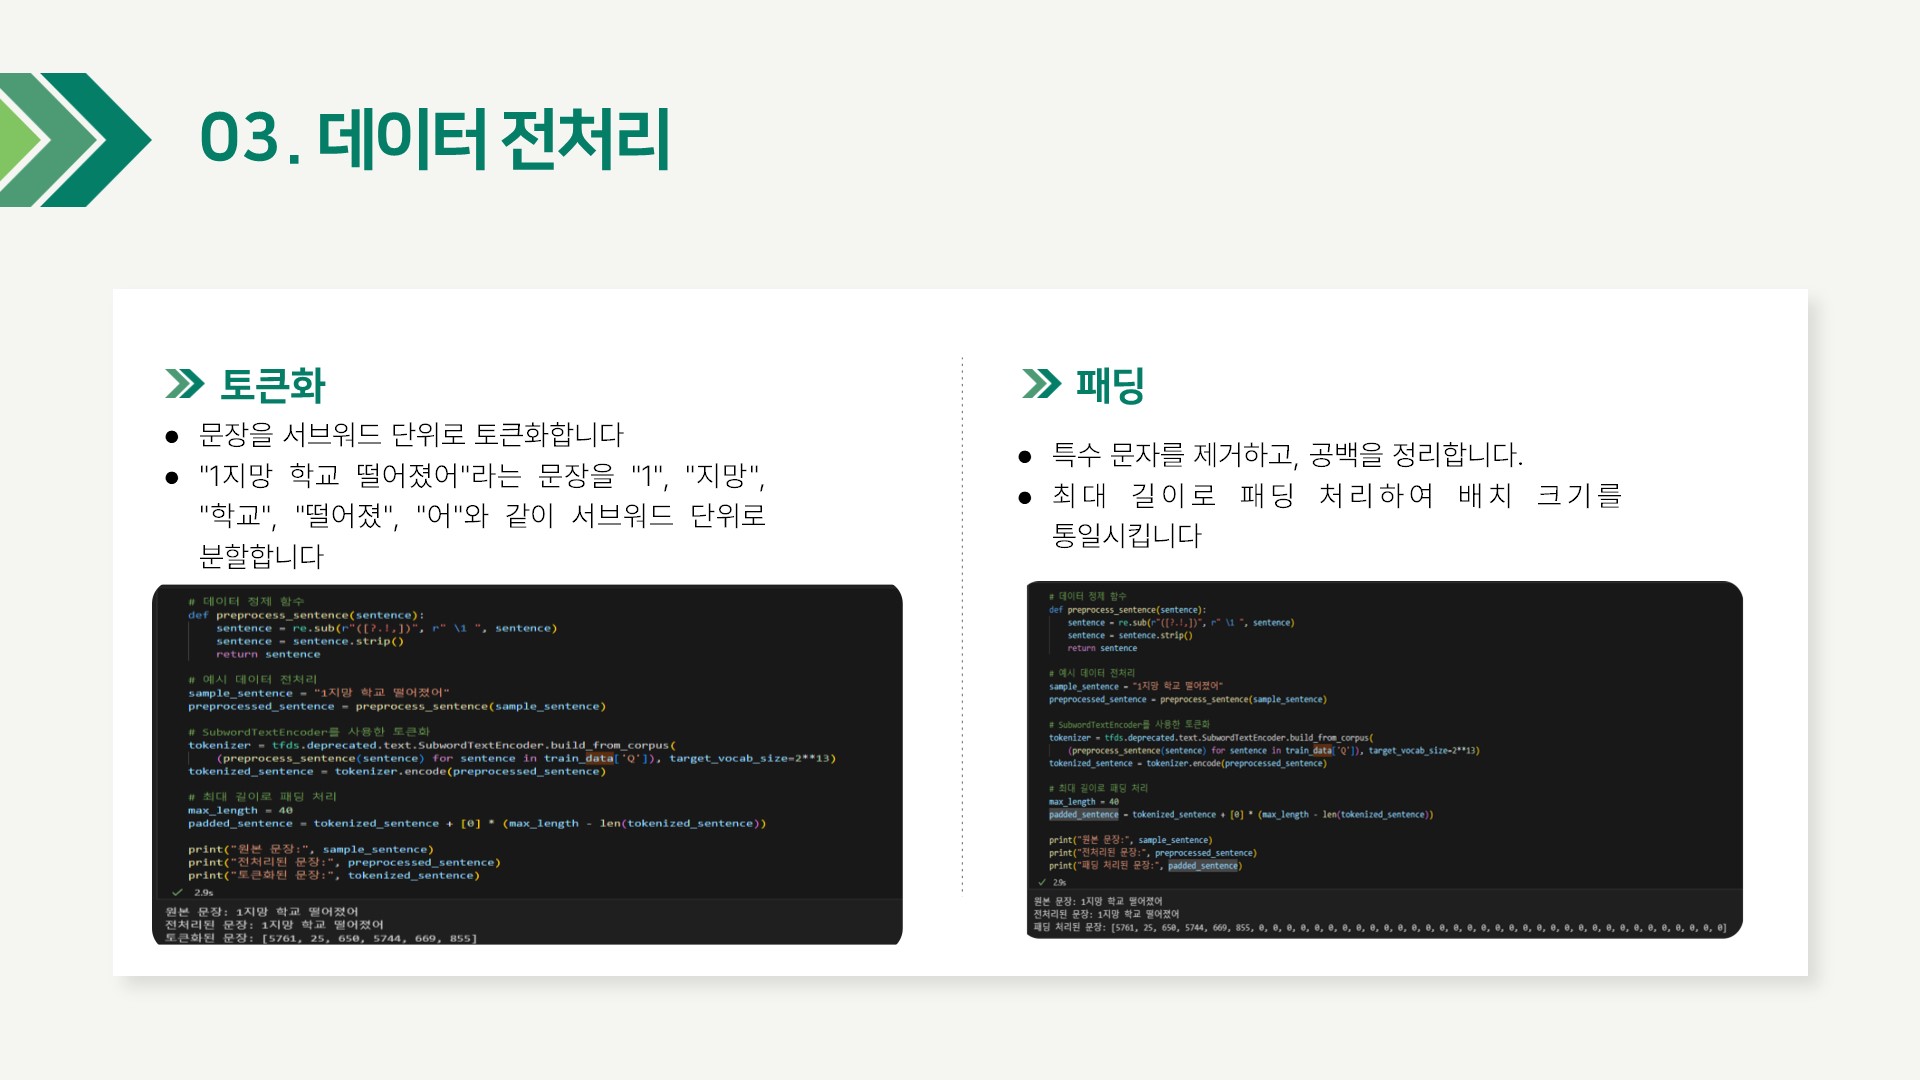 03. 데이터 전처리
토큰화
● 문장을 서브워드 단위로 토큰화합니다
● "1지망 학교 떨어졌어"라는 문장을 "1", "지망",
"학교", "떨어졌", "어"와 같이 서브워드 단위로
분할합니다
# 데이터 정제 함수
def preprocess_sentence(sentence):
sentence = re.sub(r"([?.!,])", r" \1 ", sentence)
sentence = sentence.strip()
return sentence
# 예시 데이터 전처리
sample_sentence = "1지망 학교 떨어졌어"
preprocessed_sentence = preprocess_sentence(sample_sentence)
# SubwordTextEncoder를 사용한 토큰화
tokenizer = tfds.deprecated.text.SubwordTextEncoder.build_from_corpus(
(preprocess_sentence(sentence) for sentence in train_data['Q']), target_vocab_size=2**13)
tokenized_sentence = tokenizer.encode(preprocessed_sentence)
# 최대 길이로 패딩 처리
max_length = 40
padded_sentence = tokenized_sentence + [0] * (max_length - len(tokenized_sentence))
print("원본 문장:", sample_sentence)
print("전처리된 문장:", preprocessed_sentence)
print("토큰화된 문장:", tokenized_sentence)
✓ 2.9s
원본 문장: 1지망 학교 떨어졌어
전처리된 문장: 1지망 학교 떨어졌어
토큰화된 문장: [5761, 25, 650, 5744, 669, 855]
패딩
● 특수 문자를 제거하고, 공백을 정리합니다.
● 최대 길이로 패딩 처리하여 배치 크기를
통일시킵니다
# 데이터 정제 함수
def preprocess_sentence(sentence):
sentence = re.sub(r"([?.!,])", r" \1 ", sentence)
sentence = sentence.strip()
return sentence
# 예시 데이터 전처리
sample_sentence = "1지망 학교 떨어졌어"
preprocessed_sentence = preprocess_sentence(sample_sentence)
# SubwordTextEncoder를 사용한 토큰화
tokenizer = tfds.deprecated.text.SubwordTextEncoder.build_from_corpus(
(preprocess_sentence(sentence) for sentence in train_data['Q']), target_vocab_size=2**13)
tokenized_sentence = tokenizer.encode(preprocessed_sentence)
# 최대 길이로 패딩 처리
max_length = 40
padded_sentence = tokenized_sentence + [0] * (max_length - len(tokenized_sentence))
print("원본 문장:", sample_sentence)
print("전처리된 문장:", preprocessed_sentence)
print("패딩 처리된 문장:", padded_sentence)
✓ 2.9s
원본 문장: 1지망 학교 떨어졌어
전처리된 문장: 1지망 학교 떨어졌어
패딩 처리된 문장: [5761, 25, 650, 5744, 669, 855, 0, 0, 0, 0, 0, 0, 0, 0, 0, 0, 0, 0, 0, 0, 0, 0, 0, 0, 0, 0, 0, 0, 0, 0, 0, 0, 0, 0, 0, 0, 0, 0, 0, 0]